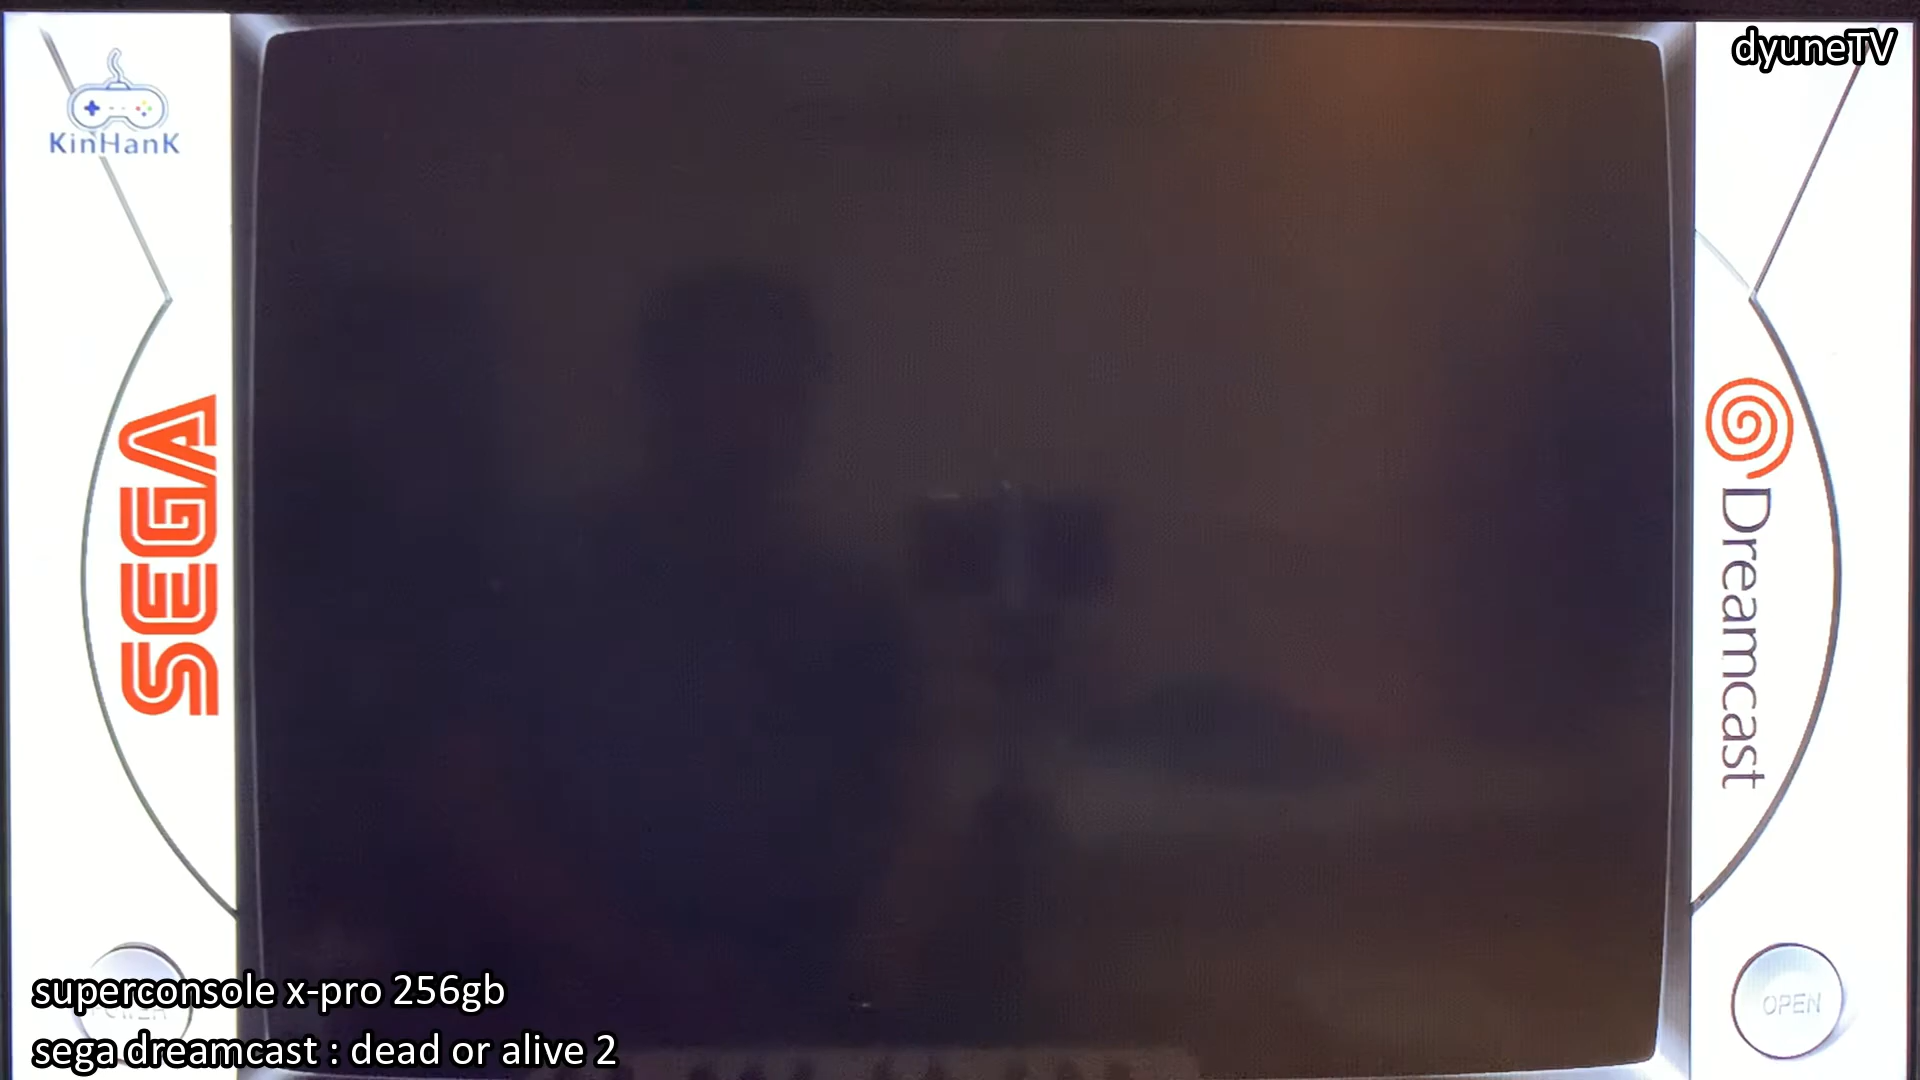 dyuneTV
KinHanK
SEGA
Dreamcast
OPEN
superconsole x-pro 256gb
sega dreamcast : dead or alive 2